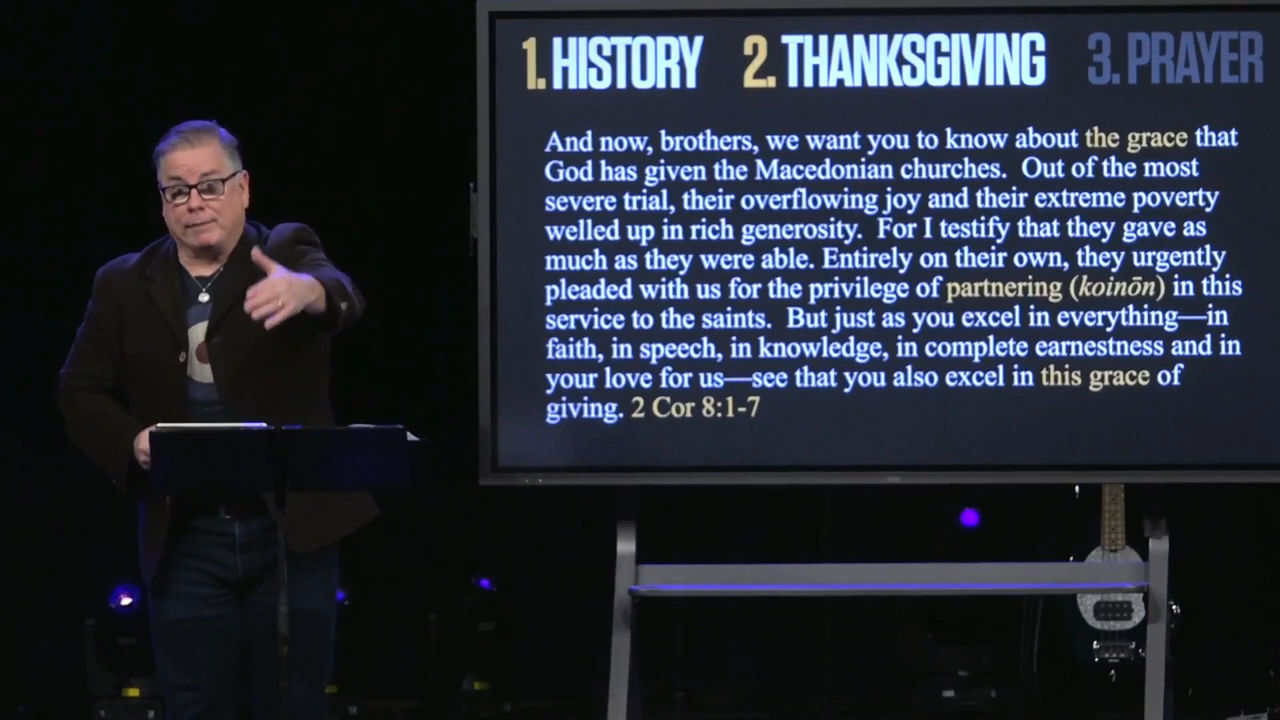 1. HISTORY 2. THANKSGIVING 3. PRAYER
And now, brothers, we want you to know about the grace that
God has given the Macedonian churches.  Out of the most
severe trial, their overflowing joy and their extreme poverty
welled up in rich generosity.  For I testify that they gave as
much as they were able. Entirely on their own, they urgently
pleaded with us for the privilege of partnering (koinōn) in this
service to the saints.  But just as you excel in everything—in
faith, in speech, in knowledge, in complete earnestness and in
your love for us—see that you also excel in this grace of
giving. 2 Cor 8:1-7